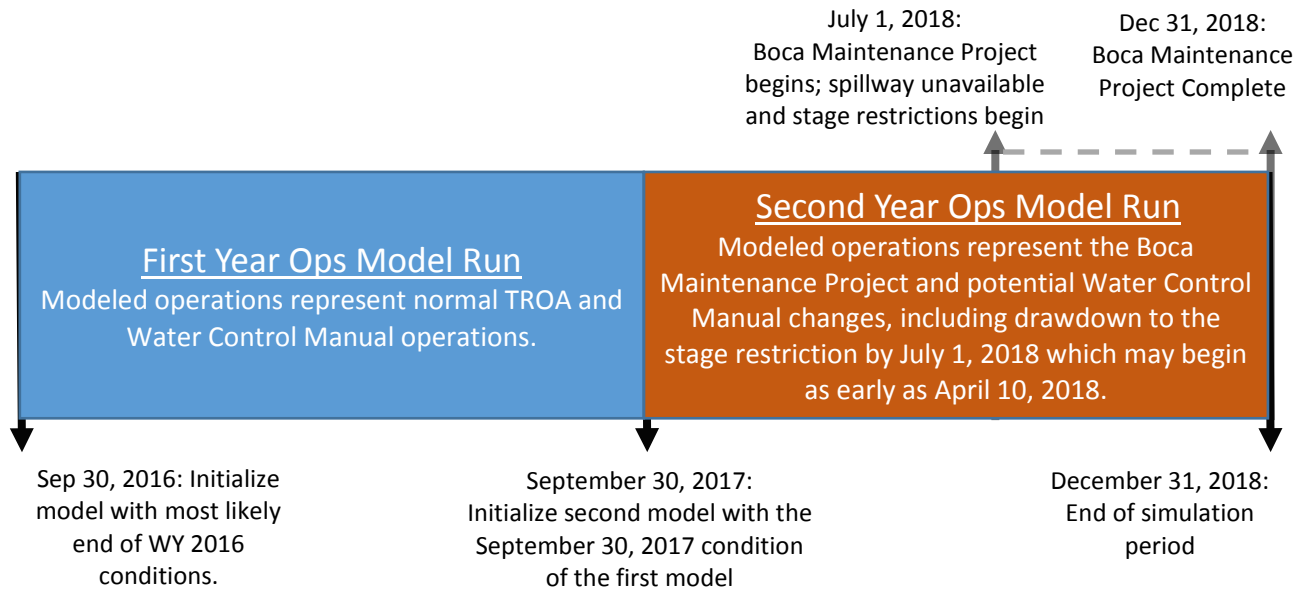 July 1, 2018:
Boca Maintenance Project
begins; spillway unavailable
and stage restrictions begin
Dec 31, 2018:
Boca Maintenance
Project Complete
First Year Ops Model Run
Modeled operations represent normal TROA and
Water Control Manual operations.
Second Year Ops Model Run
Modeled operations represent the Boca
Maintenance Project and potential Water Control
Manual changes, including drawdown to the
stage restriction by July 1, 2018 which may begin
as early as April 10, 2018.
Sep 30, 2016: Initialize
model with most likely
end of WY 2016
conditions.
September 30, 2017:
Initialize second model with the
September 30, 2017 condition
of the first model
December 31, 2018:
End of simulation
period